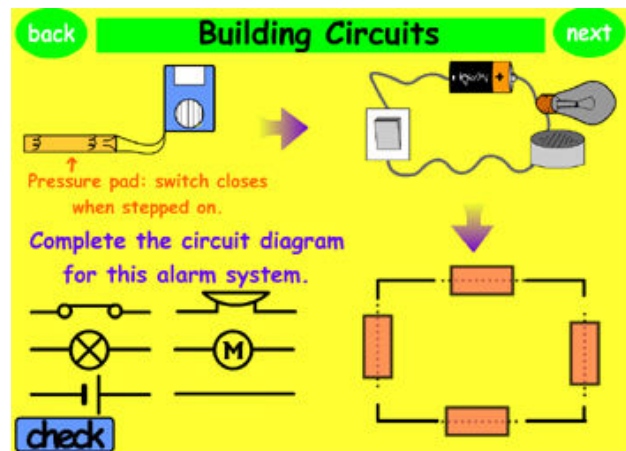 back
Building Circuits
next
Pressure pad: switch closes
when stepped on.
Complete the circuit diagram
for this alarm system.
M
check